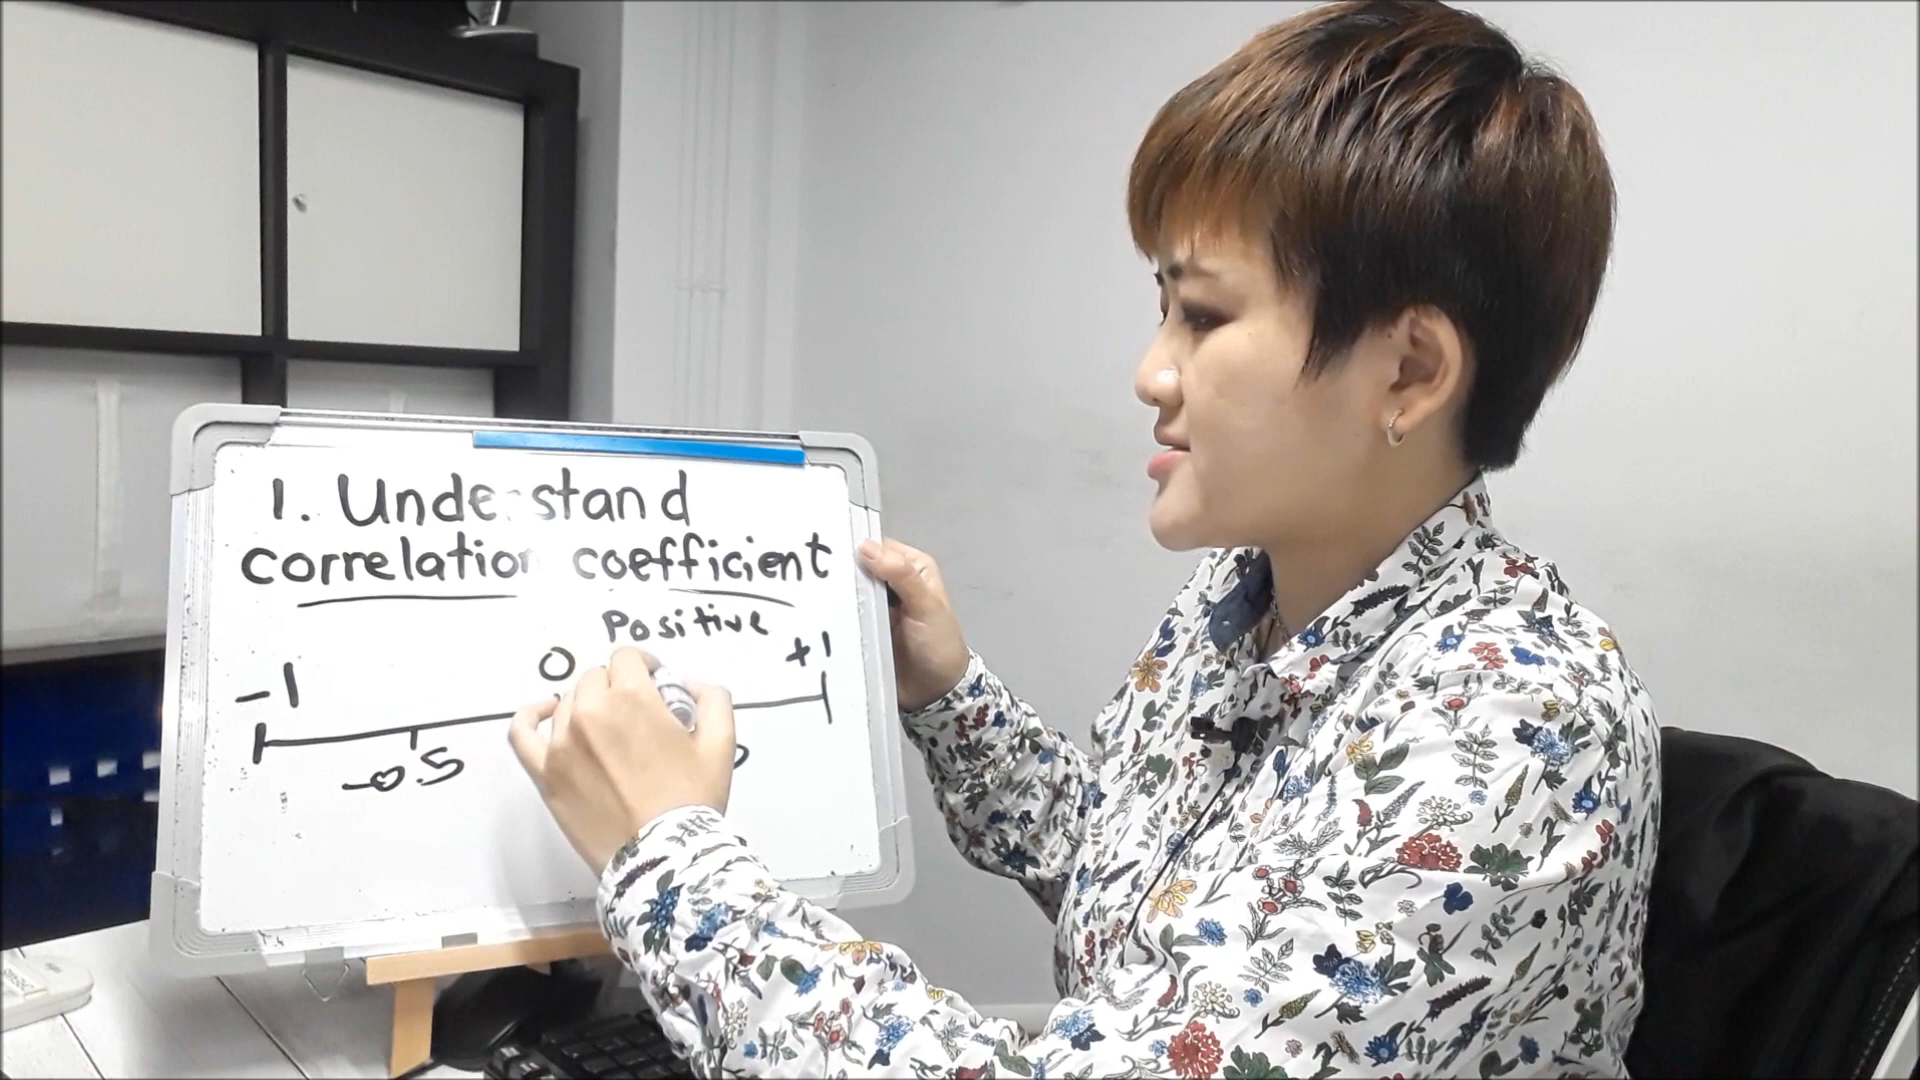 1. Understand
correlation coefficient
Positive
-1 0 +1
-0.5